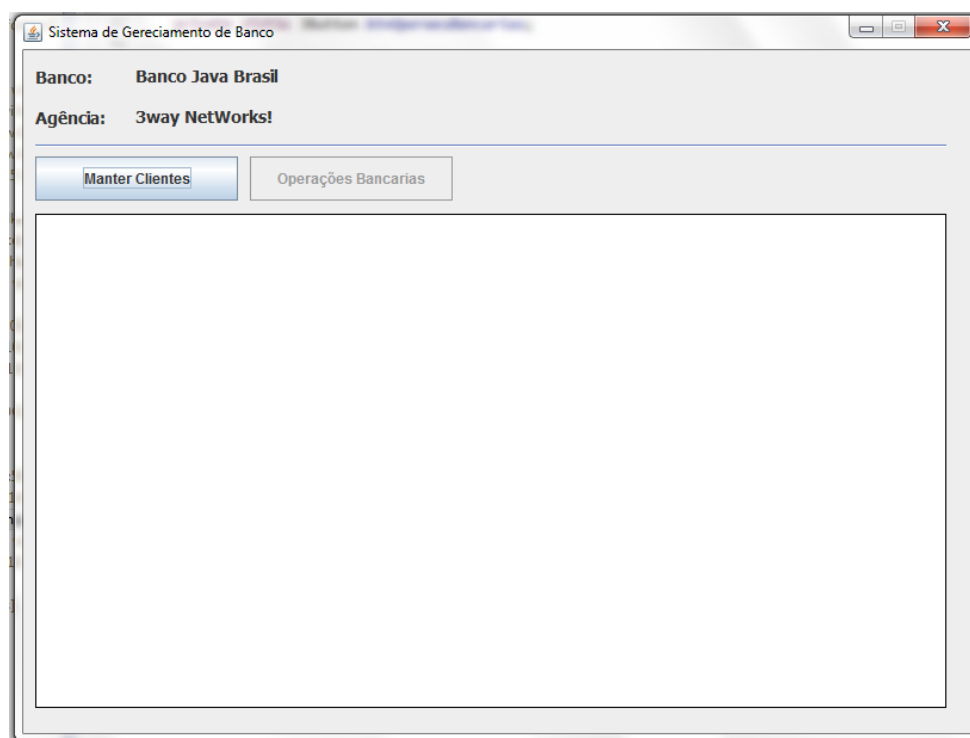 Sistema de Gereciamento de Banco
Banco: Banco Java Brasil
Agência: 3way NetWorks!
Manter Clientes Operações Bancarias